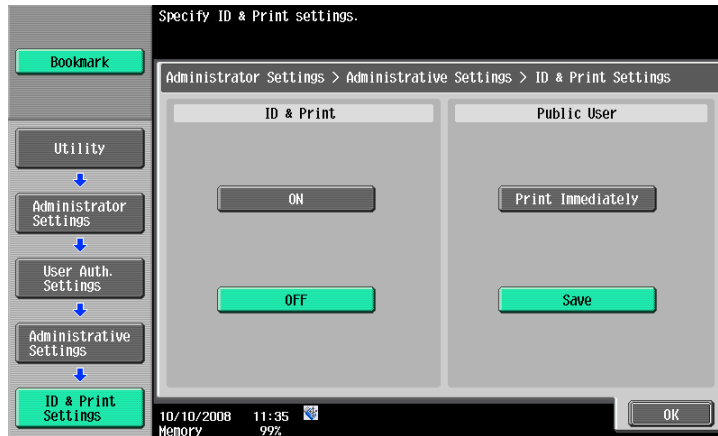 Specify ID & Print settings.
Bookmark
Administrator Settings > Administrative Settings > ID & Print Settings
ID & Print
Public User
Utility
Administrator
Settings
User Auth.
Settings
Administrative
Settings
ID & Print
Settings
ON
Print Immediately
OFF
Save
10/10/2008 11:35
Memory 99%
OK